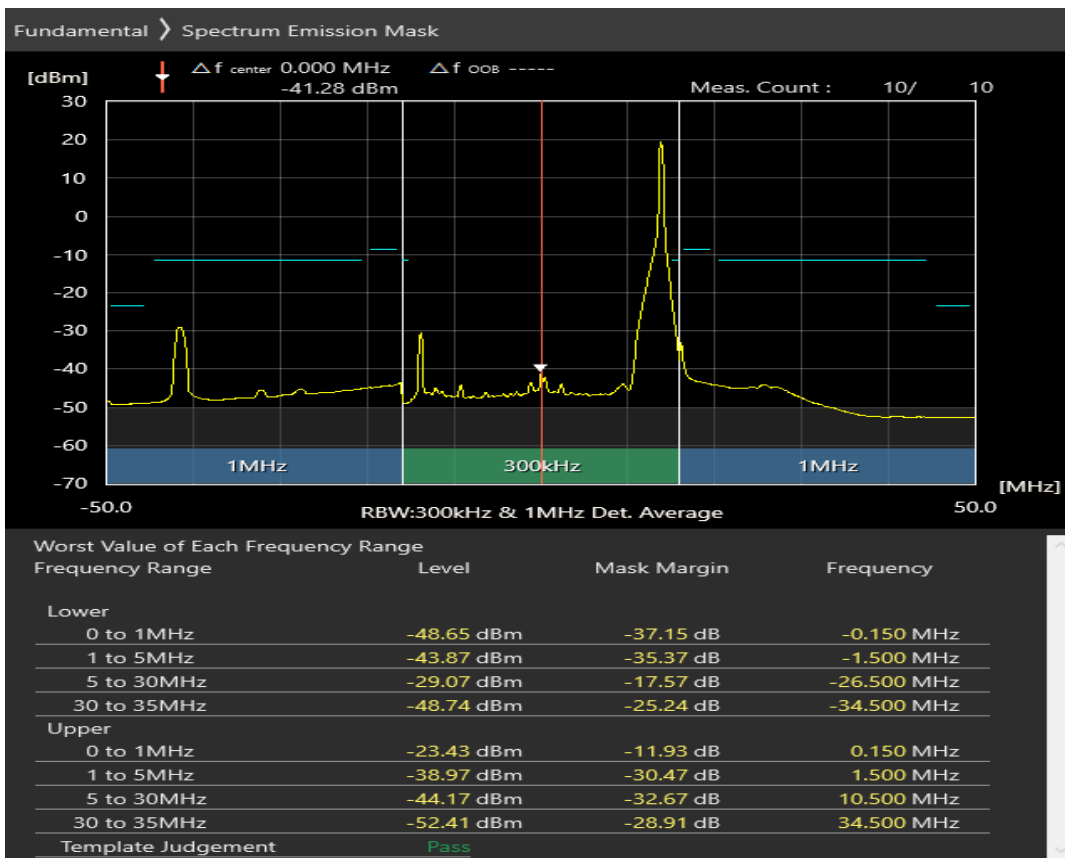 Fundamental 》 Spectrum Emission Mask
[dBm]
△f center 0.000 MHz △f OOB -----
-41.28 dBm
Meas. Count : 10/ 10
30
20
10
0
-10
-20
-30
-40
-50
-60
-70
1MHz 300kHz 1MHz
[MHz]
-50.0 RBW:300kHz & 1MHz Det. Average 50.0
Worst Value of Each Frequency Range
Frequency Range Level Mask Margin Frequency
Lower
0 to 1MHz -48.65 dBm -37.15 dB -0.150 MHz
1 to 5MHz -43.87 dBm -35.37 dB -1.500 MHz
5 to 30MHz -29.07 dBm -17.57 dB -26.500 MHz
30 to 35MHz -48.74 dBm -25.24 dB -34.500 MHz
Upper
0 to 1MHz -23.43 dBm -11.93 dB 0.150 MHz
1 to 5MHz -38.97 dBm -30.47 dB 1.500 MHz
5 to 30MHz -44.17 dBm -32.67 dB 10.500 MHz
30 to 35MHz -52.41 dBm -28.91 dB 34.500 MHz
Template Judgement Pass